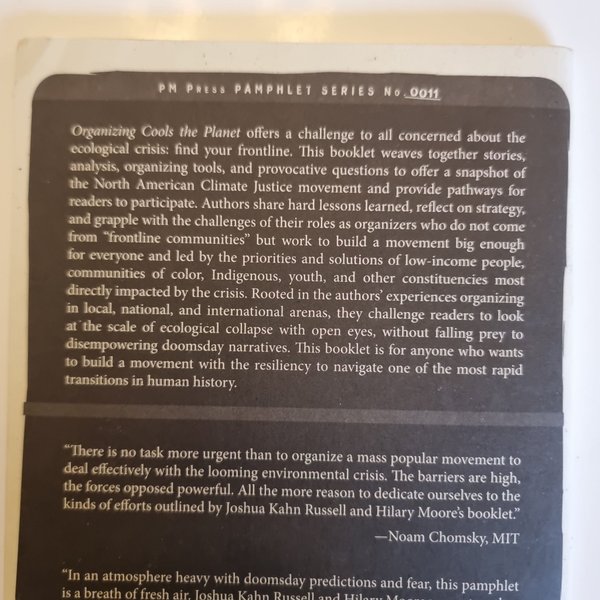 PM PRESS PAMPHLET SERIES No. 0011
Organizing Cools the Planet offers a challenge to all concerned about the
ecological crisis: find your frontline. This booklet weaves together stories,
analysis, organizing tools, and provocative questions to offer a snapshot of
the North American Climate Justice movement and provide pathways for
readers to participate. Authors share hard lessons learned, reflect on strategy,
and grapple with the challenges of their roles as organizers who do not come
from “frontline communities” but work to build a movement big enough
for everyone and led by the priorities and solutions of low-income people,
communities of color, Indigenous, youth, and other constituencies most
directly impacted by the crisis. Rooted in the authors’ experiences organizing
in local, national, and international arenas, they challenge readers to look
at the scale of ecological collapse with open eyes, without falling prey to
disempowering doomsday narratives. This booklet is for anyone who wants
to build a movement with the resiliency to navigate one of the most rapid
transitions in human history.
“There is no task more urgent than to organize a mass popular movement to
deal effectively with the looming environmental crisis. The barriers are high,
the forces opposed powerful. All the more reason to dedicate ourselves to the
kinds of efforts outlined by Joshua Kahn Russell and Hilary Moore’s booklet.”
—Noam Chomsky, MIT
“In an atmosphere heavy with doomsday predictions and fear, this pamphlet
is a breath of fresh air. Joshua Kahn Russell and Hilary